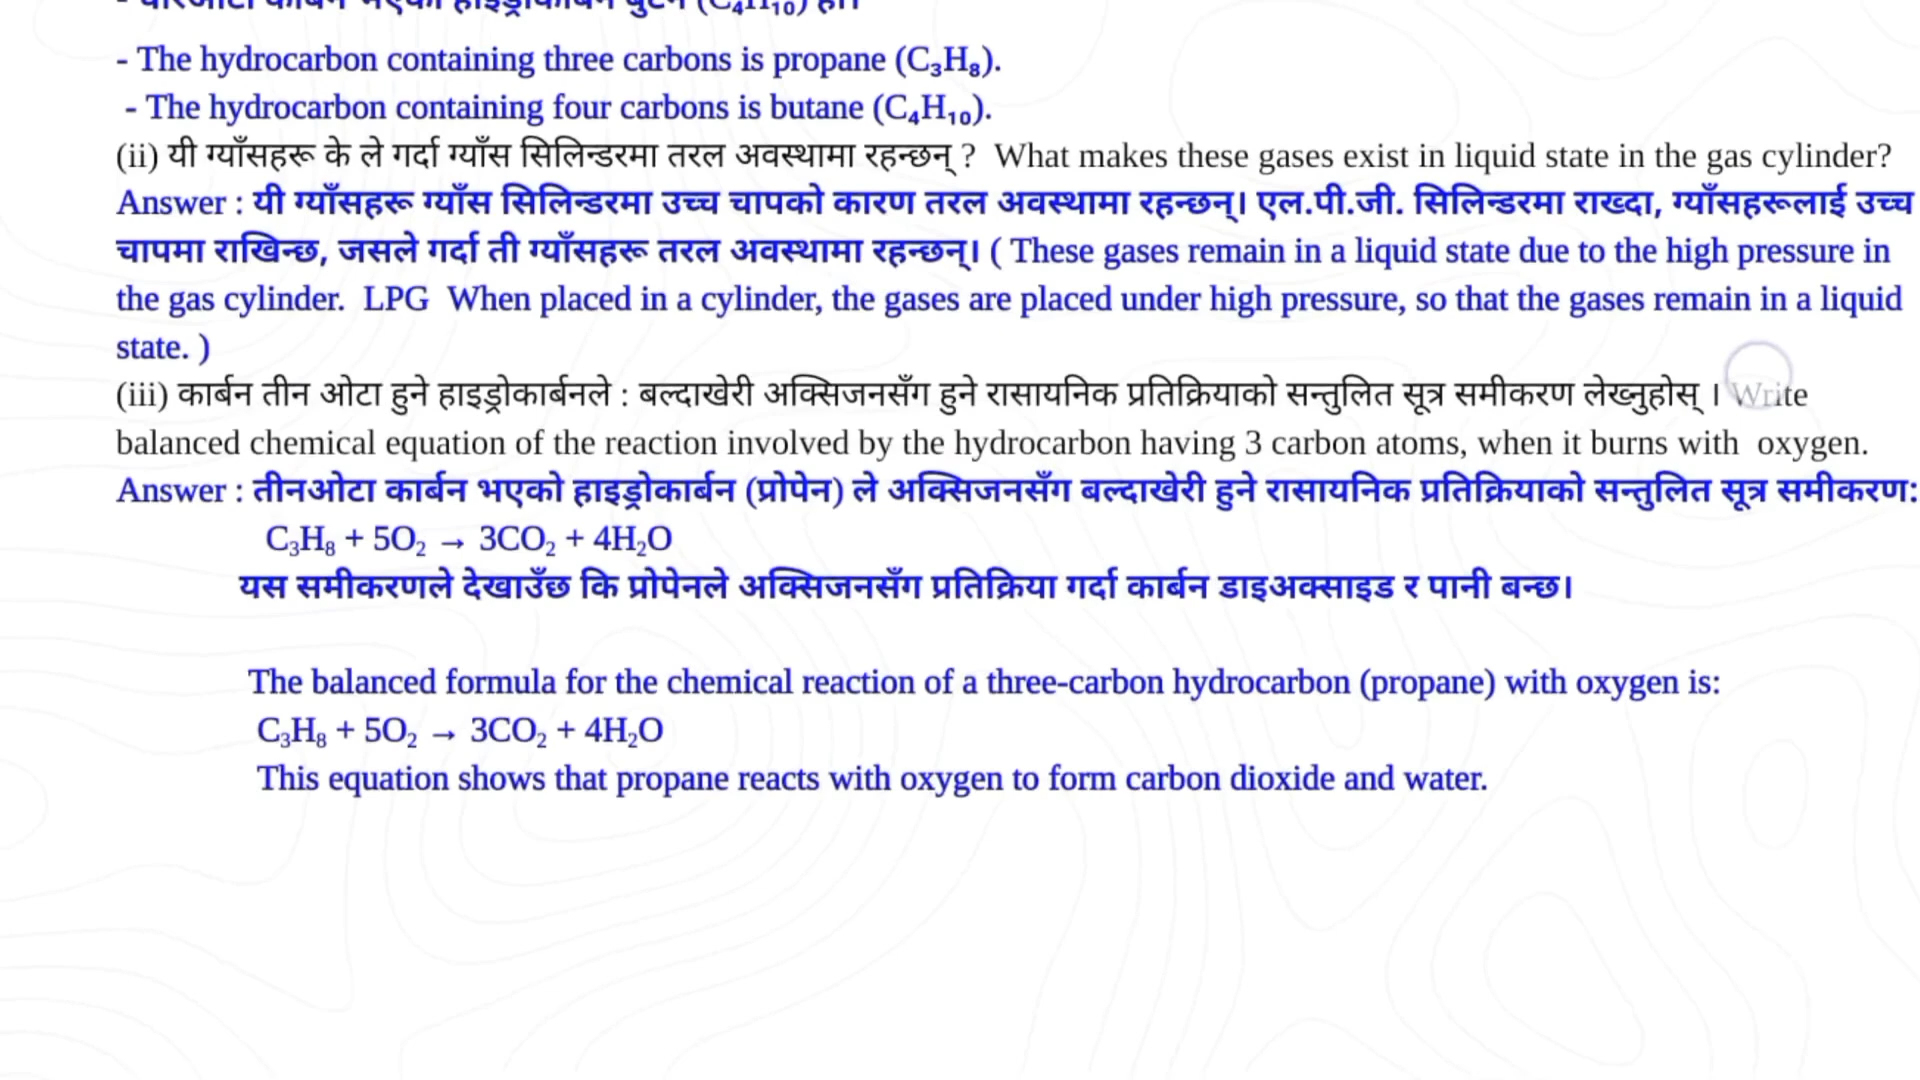 - चारओटा कार्बन भएको हाइड्रोकार्बन बुटेन (C₄H₁₀) हो।
- The hydrocarbon containing three carbons is propane (C₃H₈).
- The hydrocarbon containing four carbons is butane (C₄H₁₀).
(ii) यी ग्याँसहरू के ले गर्दा ग्याँस सिलिन्डरमा तरल अवस्थामा रहन्छन् ? What makes these gases exist in liquid state in the gas cylinder?
Answer : यी ग्याँसहरू ग्याँस सिलिन्डरमा उच्च चापको कारण तरल अवस्थामा रहन्छन्। एल.पी.जी. सिलिन्डरमा राख्दा, ग्याँसहरूलाई उच्च
चापमा राखिन्छ, जसले गर्दा ती ग्याँसहरू तरल अवस्थामा रहन्छन्। ( These gases remain in a liquid state due to the high pressure in
the gas cylinder. LPG When placed in a cylinder, the gases are placed under high pressure, so that the gases remain in a liquid
state. )
(iii) कार्बन तीन ओटा हुने हाइड्रोकार्बनले : बल्दाखेरी अक्सिजनसँग हुने रासायनिक प्रतिक्रियाको सन्तुलित सूत्र समीकरण लेख्नुहोस् । Write
balanced chemical equation of the reaction involved by the hydrocarbon having 3 carbon atoms, when it burns with oxygen.
Answer : तीनओटा कार्बन भएको हाइड्रोकार्बन (प्रोपेन) ले अक्सिजनसँग बल्दाखेरी हुने रासायनिक प्रतिक्रियाको सन्तुलित सूत्र समीकरण:
C₃H₈ + 5O₂ → 3CO₂ + 4H₂O
यस समीकरणले देखाउँछ कि प्रोपेनले अक्सिजनसँग प्रतिक्रिया गर्दा कार्बन डाइअक्साइड र पानी बन्छ।
The balanced formula for the chemical reaction of a three-carbon hydrocarbon (propane) with oxygen is:
C₃H₈ + 5O₂ → 3CO₂ + 4H₂O
This equation shows that propane reacts with oxygen to form carbon dioxide and water.